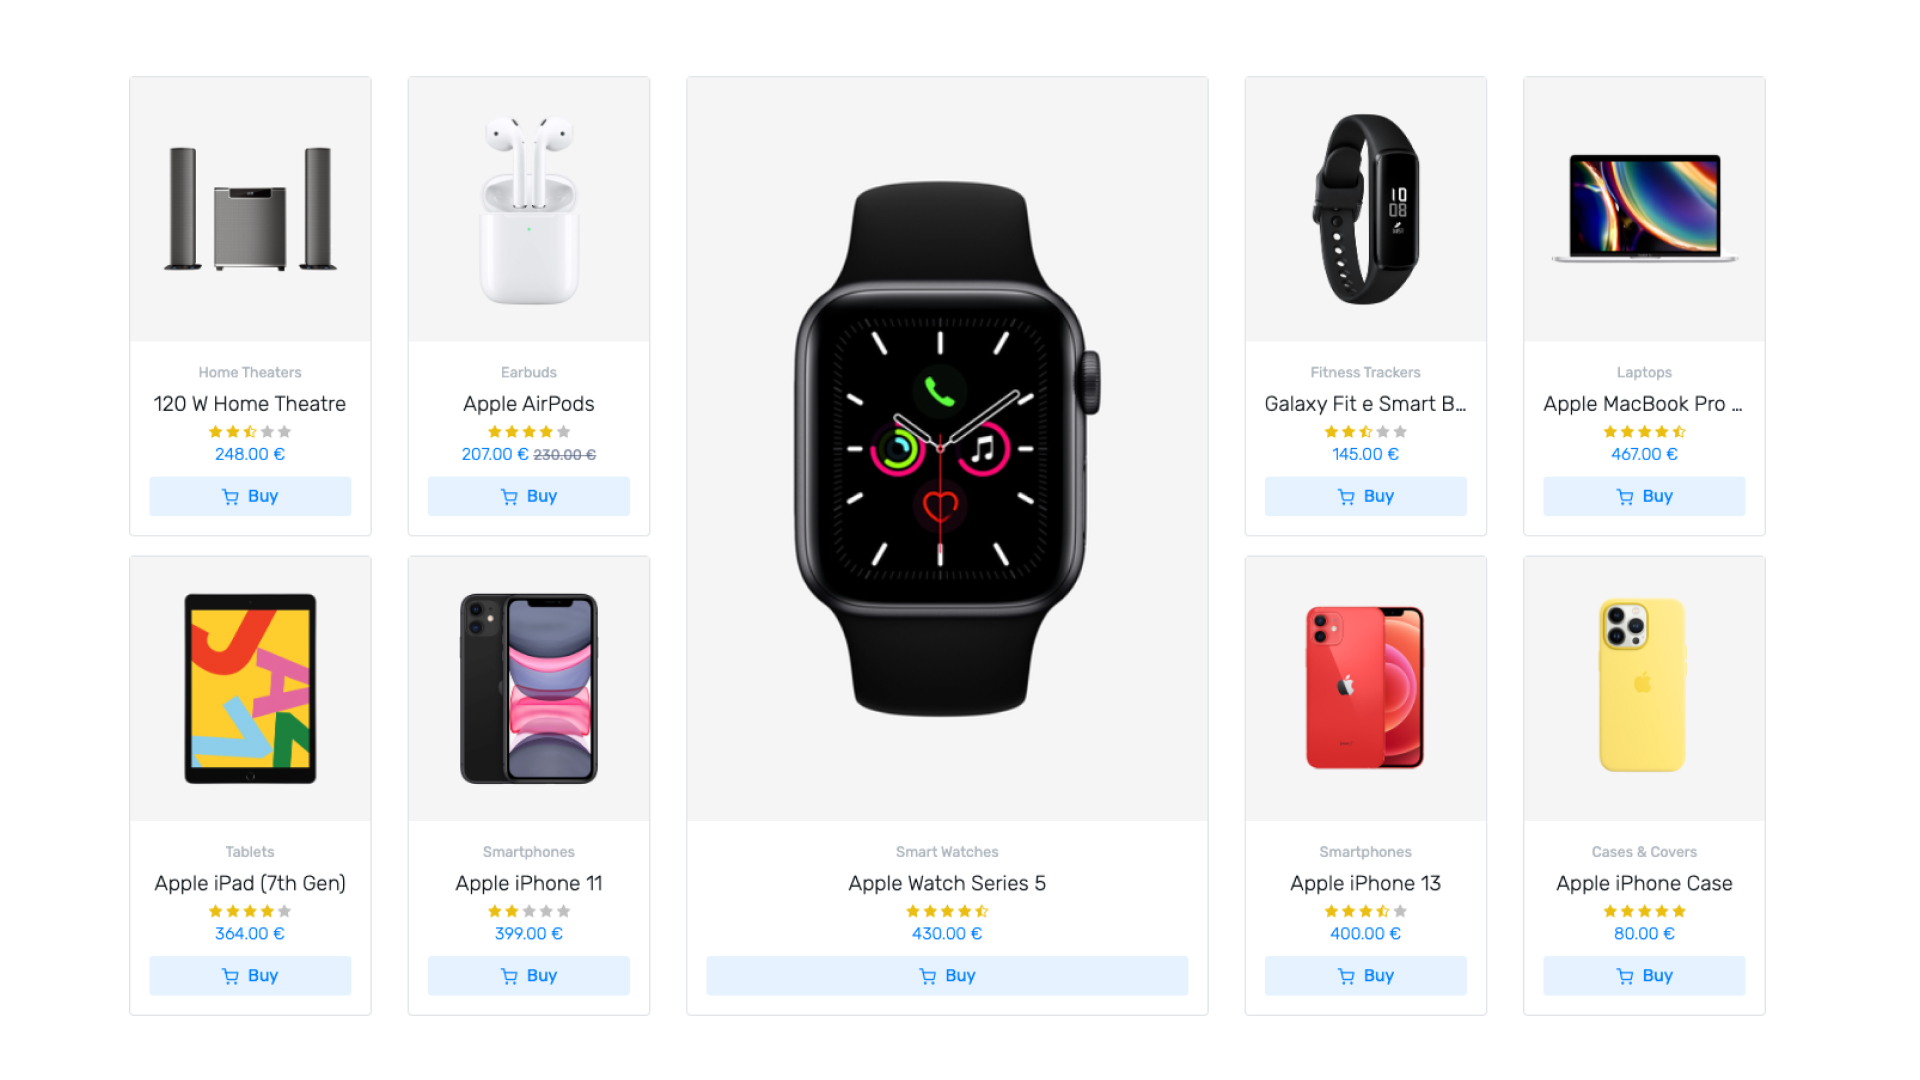 Home Theaters
120 W Home Theatre
248.00 €
Buy
Earbuds
Apple AirPods
207.00 € 230.00 €
Buy
Smart Watches
Apple Watch Series 5
430.00 €
Buy
10
08
Fitness Trackers
Galaxy Fit e Smart B...
145.00 €
Buy
Laptops
Apple MacBook Pro ...
467.00 €
Buy
Tablets
Apple iPad (7th Gen)
364.00 €
Buy
Smartphones
Apple iPhone 11
399.00 €
Buy
Smartphones
Apple iPhone 13
400.00 €
Buy
Cases & Covers
Apple iPhone Case
80.00 €
Buy